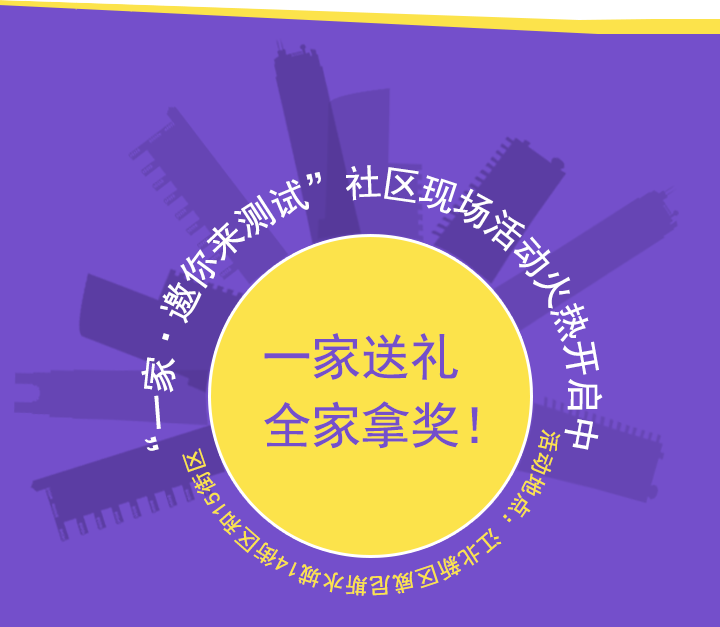 “一家·邀你来测试”社区现场活动火热开启中
一家送礼
全家拿奖！
活动地点：江北新区威尼斯水城14街区和15街区